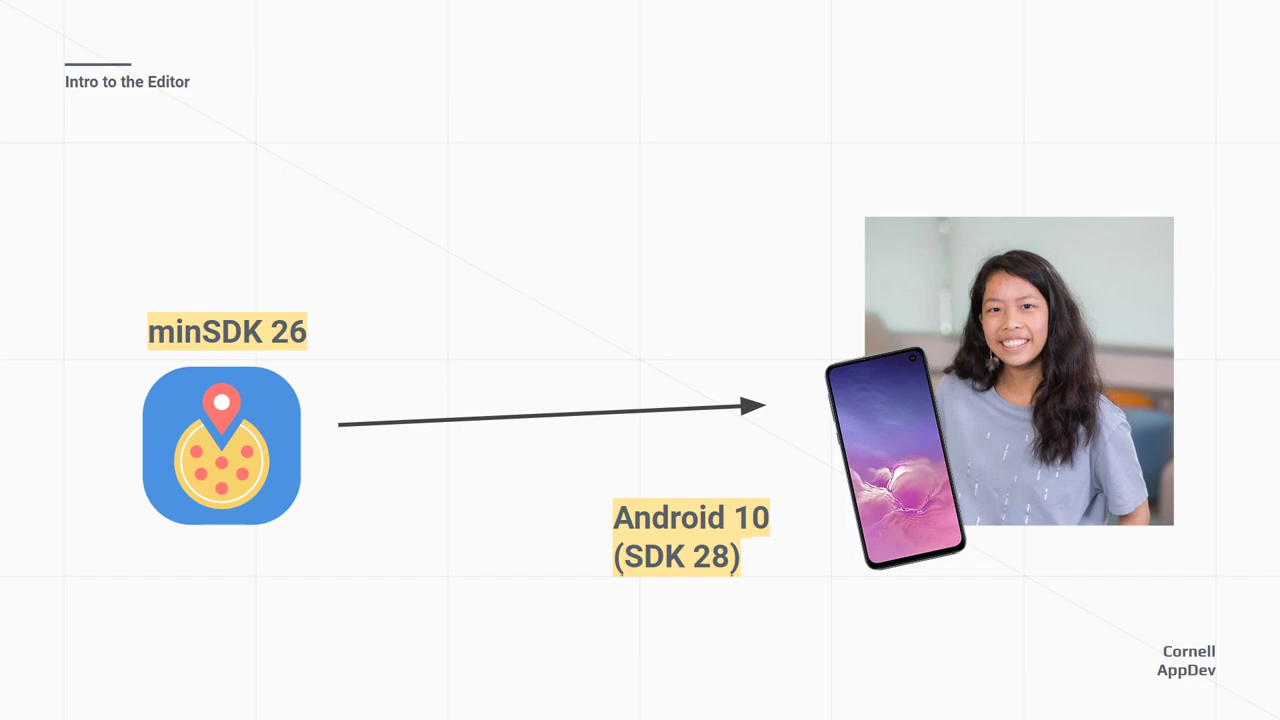 Intro to the Editor
minSDK 26
Android 10
(SDK 28)
Cornell
AppDev